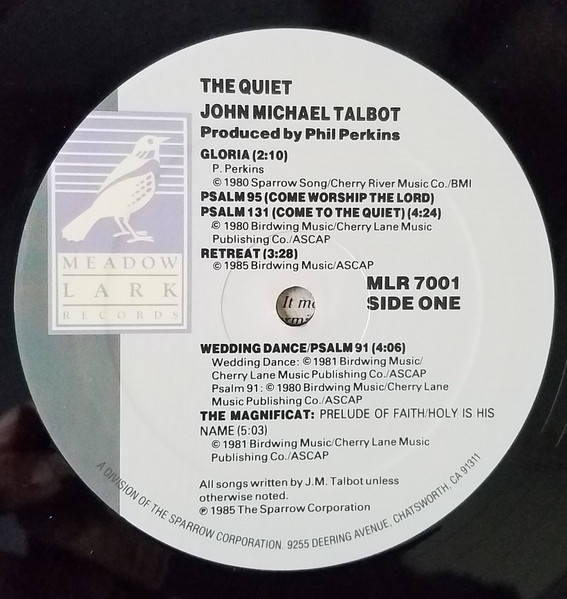 THE QUIET
JOHN MICHAEL TALBOT
Produced by Phil Perkins
GLORIA (2:10)
P. Perkins
© 1980 Sparrow Song/Cherry River Music Co./BMI
PSALM 95 (COME WORSHIP THE LORD)
PSALM 131 (COME TO THE QUIET) (4:24)
© 1980 Birdwing Music/Cherry Lane Music
Publishing Co./ASCAP
RETREAT (3:28)
© 1985 Birdwing Music/ASCAP
MLR 7001
SIDE ONE
MEADOW
LARK
RECORDS
It m
WEDDING DANCE/PSALM 91 (4:06)
Wedding Dance: © 1981 Birdwing Music/
Cherry Lane Music Publishing Co./ASCAP
Psalm 91: © 1980 Birdwing Music/Cherry Lane
Music Publishing Co./ASCAP
THE MAGNIFICAT: PRELUDE OF FAITH/HOLY IS HIS
NAME (5:03)
© 1981 Birdwing Music/Cherry Lane Music
Publishing Co./ASCAP
All songs written by J.M. Talbot unless
otherwise noted.
℗ 1985 The Sparrow Corporation
A DIVISION OF THE SPARROW CORPORATION. 9255 DEERING AVENUE. CHATSWORTH, CA 91311